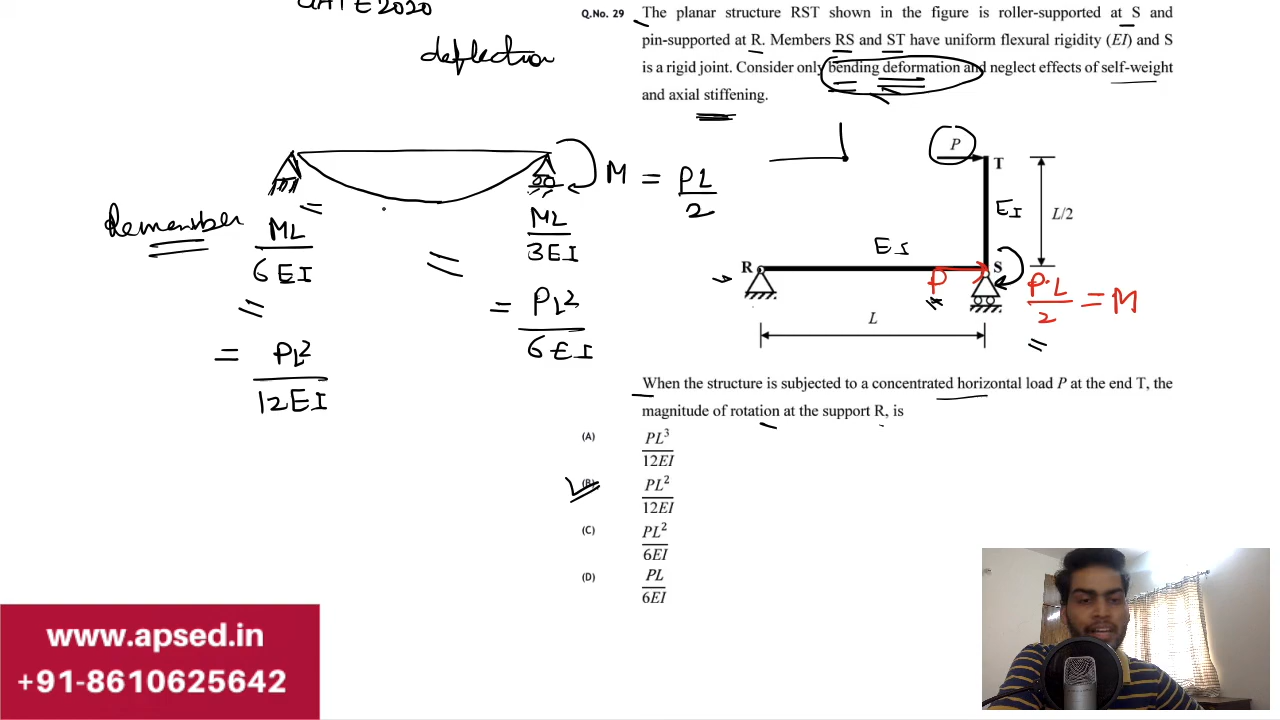 GATE 2020
deflection
Q.No. 29 The planar structure RST shown in the figure is roller-supported at S and
pin-supported at R. Members RS and ST have uniform flexural rigidity (EI) and S
is a rigid joint. Consider only bending deformation and neglect effects of self-weight
and axial stiffening.
P
T
EI
L/2
EI
R
S
P
P.L
2
= M
L
M = PL
2
Remember
ML
6EI
ML
3EI
= PL²
6EI
= PL²
12EI
When the structure is subjected to a concentrated horizontal load P at the end T, the
magnitude of rotation at the support R, is
(A) PL³
12EI
(B) PL²
12EI
(C) PL²
6EI
(D) PL
6EI
www.apsed.in
+91-8610625642